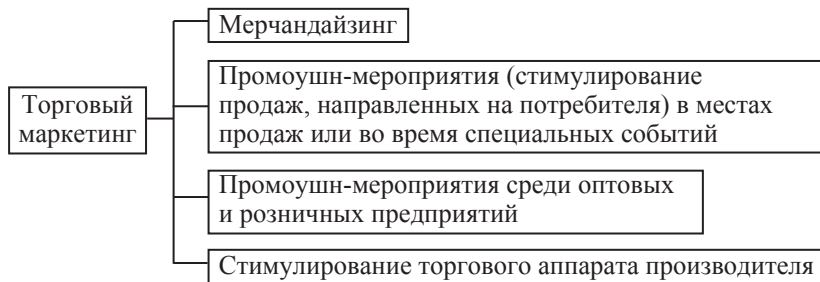 Мерчандайзинг
Промоушн-мероприятия (стимулирование
продаж, направленных на потребителя) в местах
продаж или во время специальных событий
Торговый
маркетинг
Промоушн-мероприятия среди оптовых
и розничных предприятий
Стимулирование торгового аппарата производителя